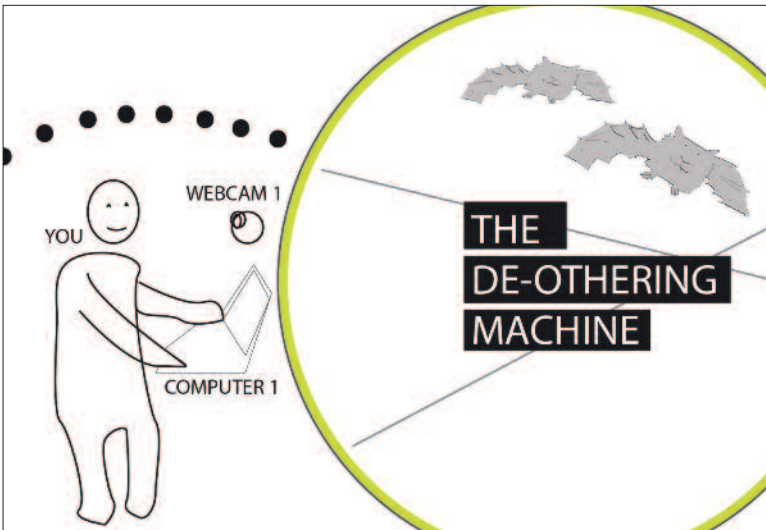 WEBCAM 1
YOU
COMPUTER 1
THE
DE-OTHERING
MACHINE